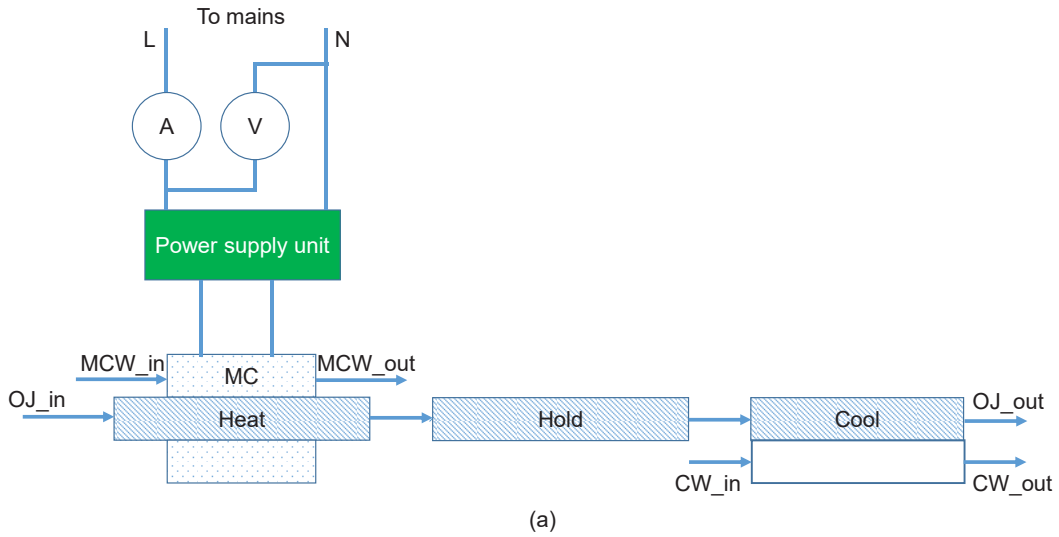 To mains
L
N
A
V
Power supply unit
MCW_in
MC
MCW_out
OJ_in
Heat
Hold
Cool
OJ_out
CW_in
CW_out
(a)